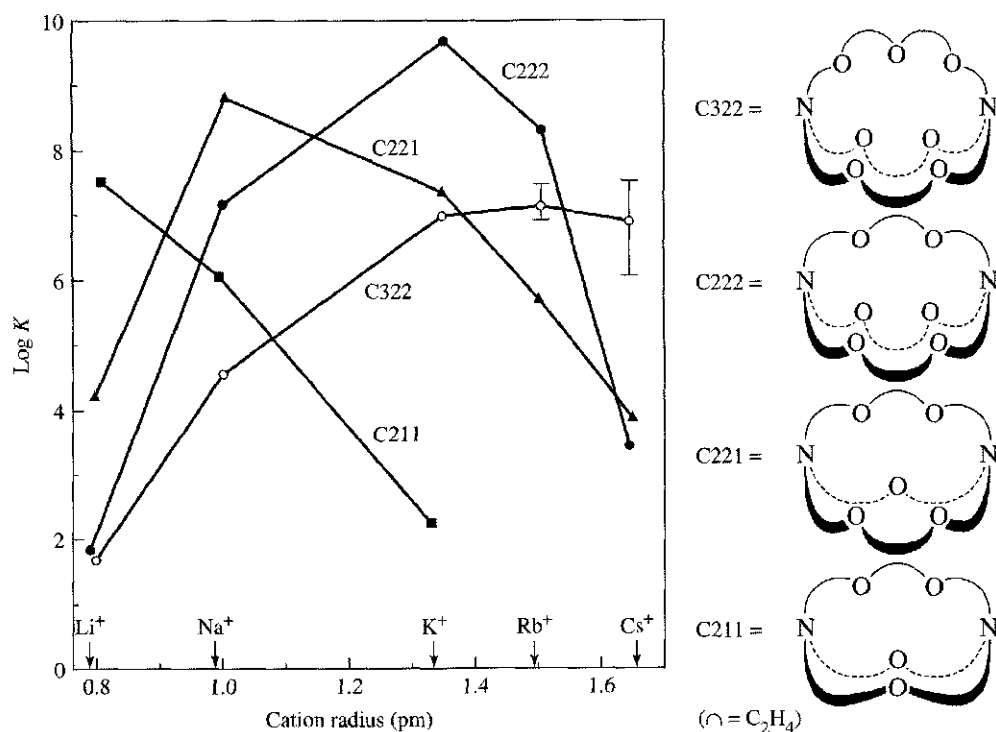 10
8
6
4
2
0
Log K
C222
C221
C322
C211
Li⁺
Na⁺
K⁺
Rb⁺
Cs⁺
0.8
1.0
1.2
1.4
1.6
Cation radius (pm)
C322 =
N
O
O
O
N
O
O
O
O
C222 =
N
O
O
N
O
O
O
O
C221 =
N
O
O
N
O
O
O
C211 =
N
O
O
N
O
O
(∩ = C₂H₄)